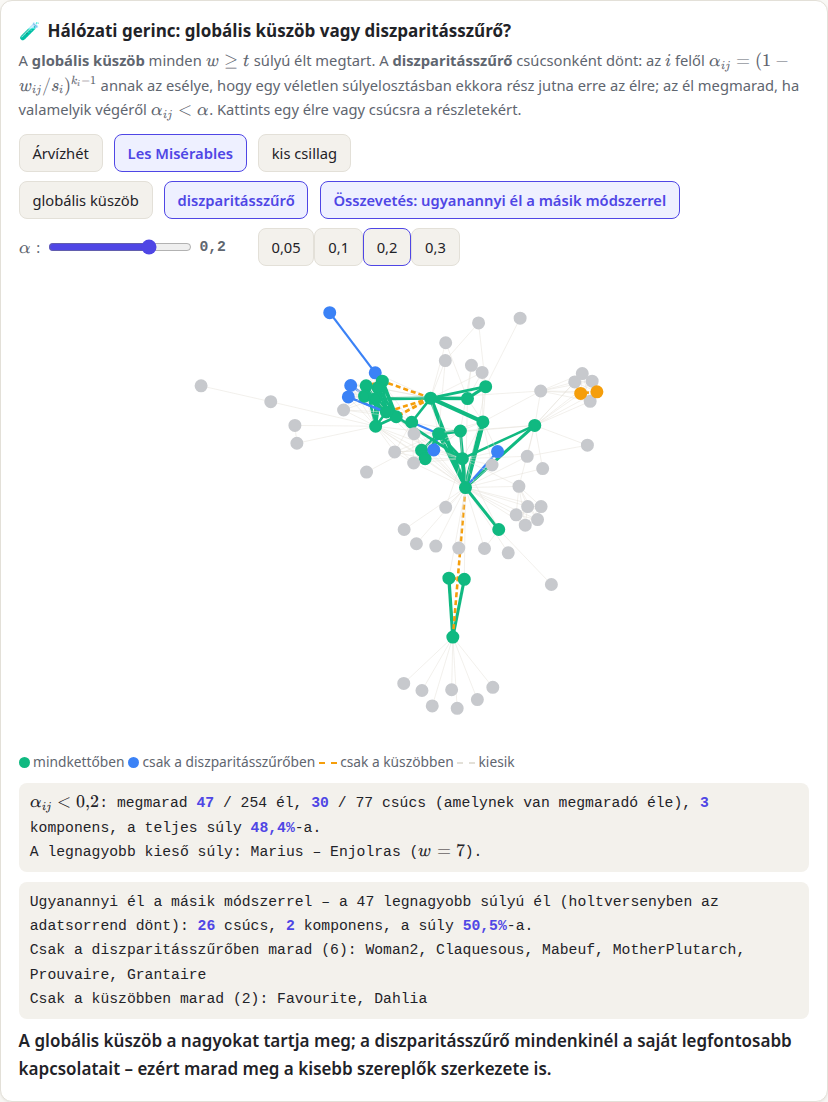 🧪 Hálózati gerinc: globális küszöb vagy diszparitásszűrő?
A globális küszöb minden w ≥ t súlyú élt megtart. A diszparitásszűrő csúcsonként dönt: az i felől α_ij = (1 −
w_ij/s_i)^{k_i−1} annak az esélye, hogy egy véletlen súlyelosztásban ekkora rész jutna erre az élre; az él megmarad, ha
valamelyik végéről α_ij < α. Kattints egy élre vagy csúcsra a részletekért.
Árvízhét Les Misérables kis csillag
globális küszöb diszparitásszűrő Összevetés: ugyanannyi él a másik módszerrel
α : 0,2 0,05 0,1 0,2 0,3
mindkettőben csak a diszparitásszűrőben csak a küszöbben kiesik
α_ij < 0,2: megmarad 47 / 254 él, 30 / 77 csúcs (amelynek van megmaradó éle), 3
komponens, a teljes súly 48,4%-a.
A legnagyobb kieső súly: Marius – Enjolras (w = 7).
Ugyanannyi él a másik módszerrel – a 47 legnagyobb súlyú él (holtversenyben az
adatsorrend dönt): 26 csúcs, 2 komponens, a súly 50,5%-a.
Csak a diszparitásszűrőben marad (6): Woman2, Claquesous, Mabeuf, MotherPlutarch,
Prouvaire, Grantaire
Csak a küszöbben marad (2): Favourite, Dahlia
A globális küszöb a nagyokat tartja meg; a diszparitásszűrő mindenkinél a saját legfontosabb
kapcsolatait – ezért marad meg a kisebb szereplők szerkezete is.